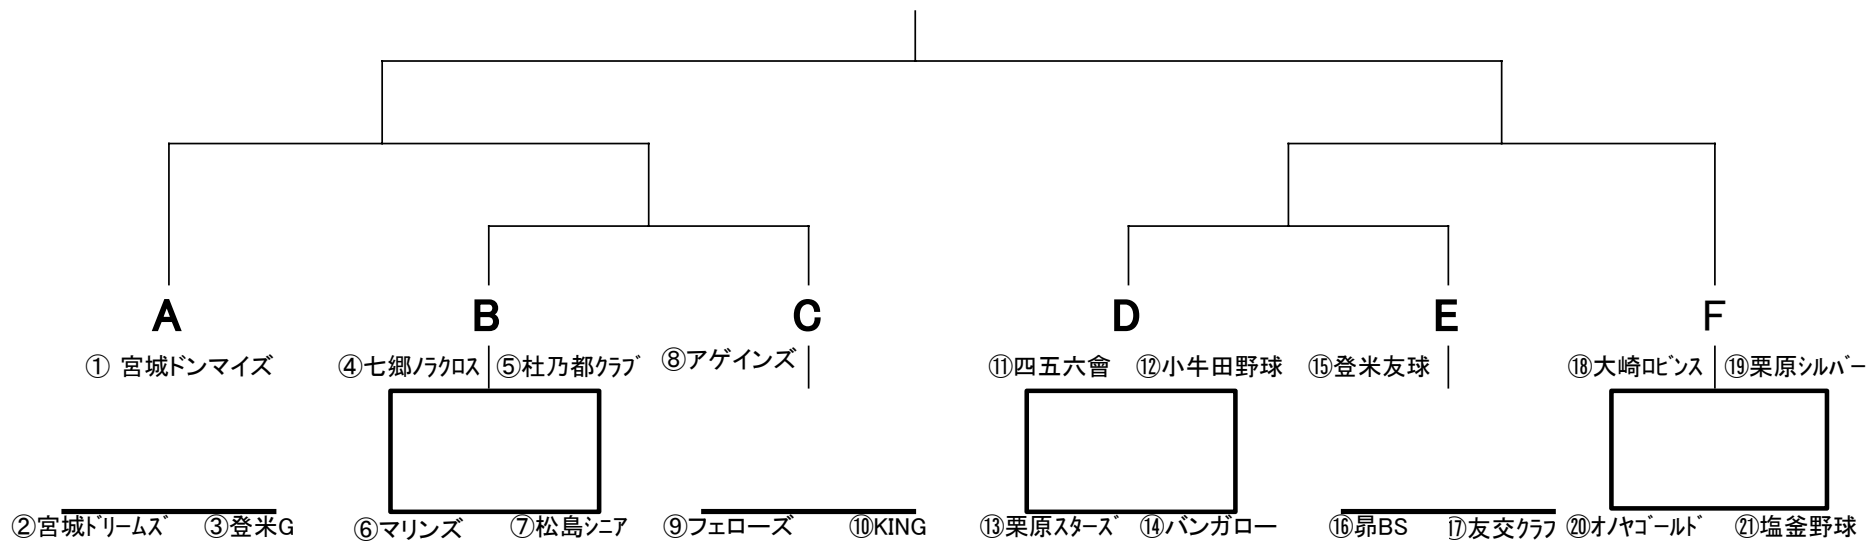 A B C D E F
① 宮城ドンマイズ ④七郷ﾉﾗｸﾛｽ ⑤杜乃都ｸﾗﾌﾞ ⑧アゲインズ ⑪四五六會 ⑫小牛田野球 ⑮登米友球 ⑱大崎ﾛﾋﾞﾝｽ ⑲栗原ｼﾙﾊﾞｰ
②宮城ﾄﾞﾘｰﾑｽﾞ ③登米G ⑥マリンズ ⑦松島ｼﾆｱ ⑨フェローズ ⑩KING ⑬栗原ｽﾀｰｽﾞ ⑭バンガロー ⑯昴BS ⑰友交ｸﾗﾌ ⑳ｵﾉﾔｺﾞｰﾙﾄﾞ ㉑塩釜野球